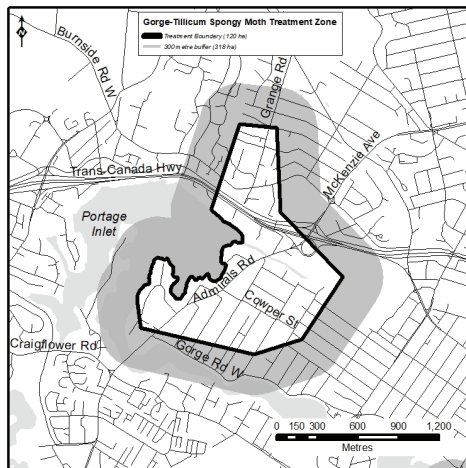 Gorge-Tillicum Spongy Moth Treatment Zone
Treatment Boundary (120 ha)
300 metre buffer (318 ha)
N
Burnside Rd W
Grange Rd
McKenzie Ave
Trans-Canada Hwy
Portage
Inlet
Admirals Rd
Cowper St
Craigflower Rd
Gorge Rd W
0 150 300 600 900 1,200
Metres